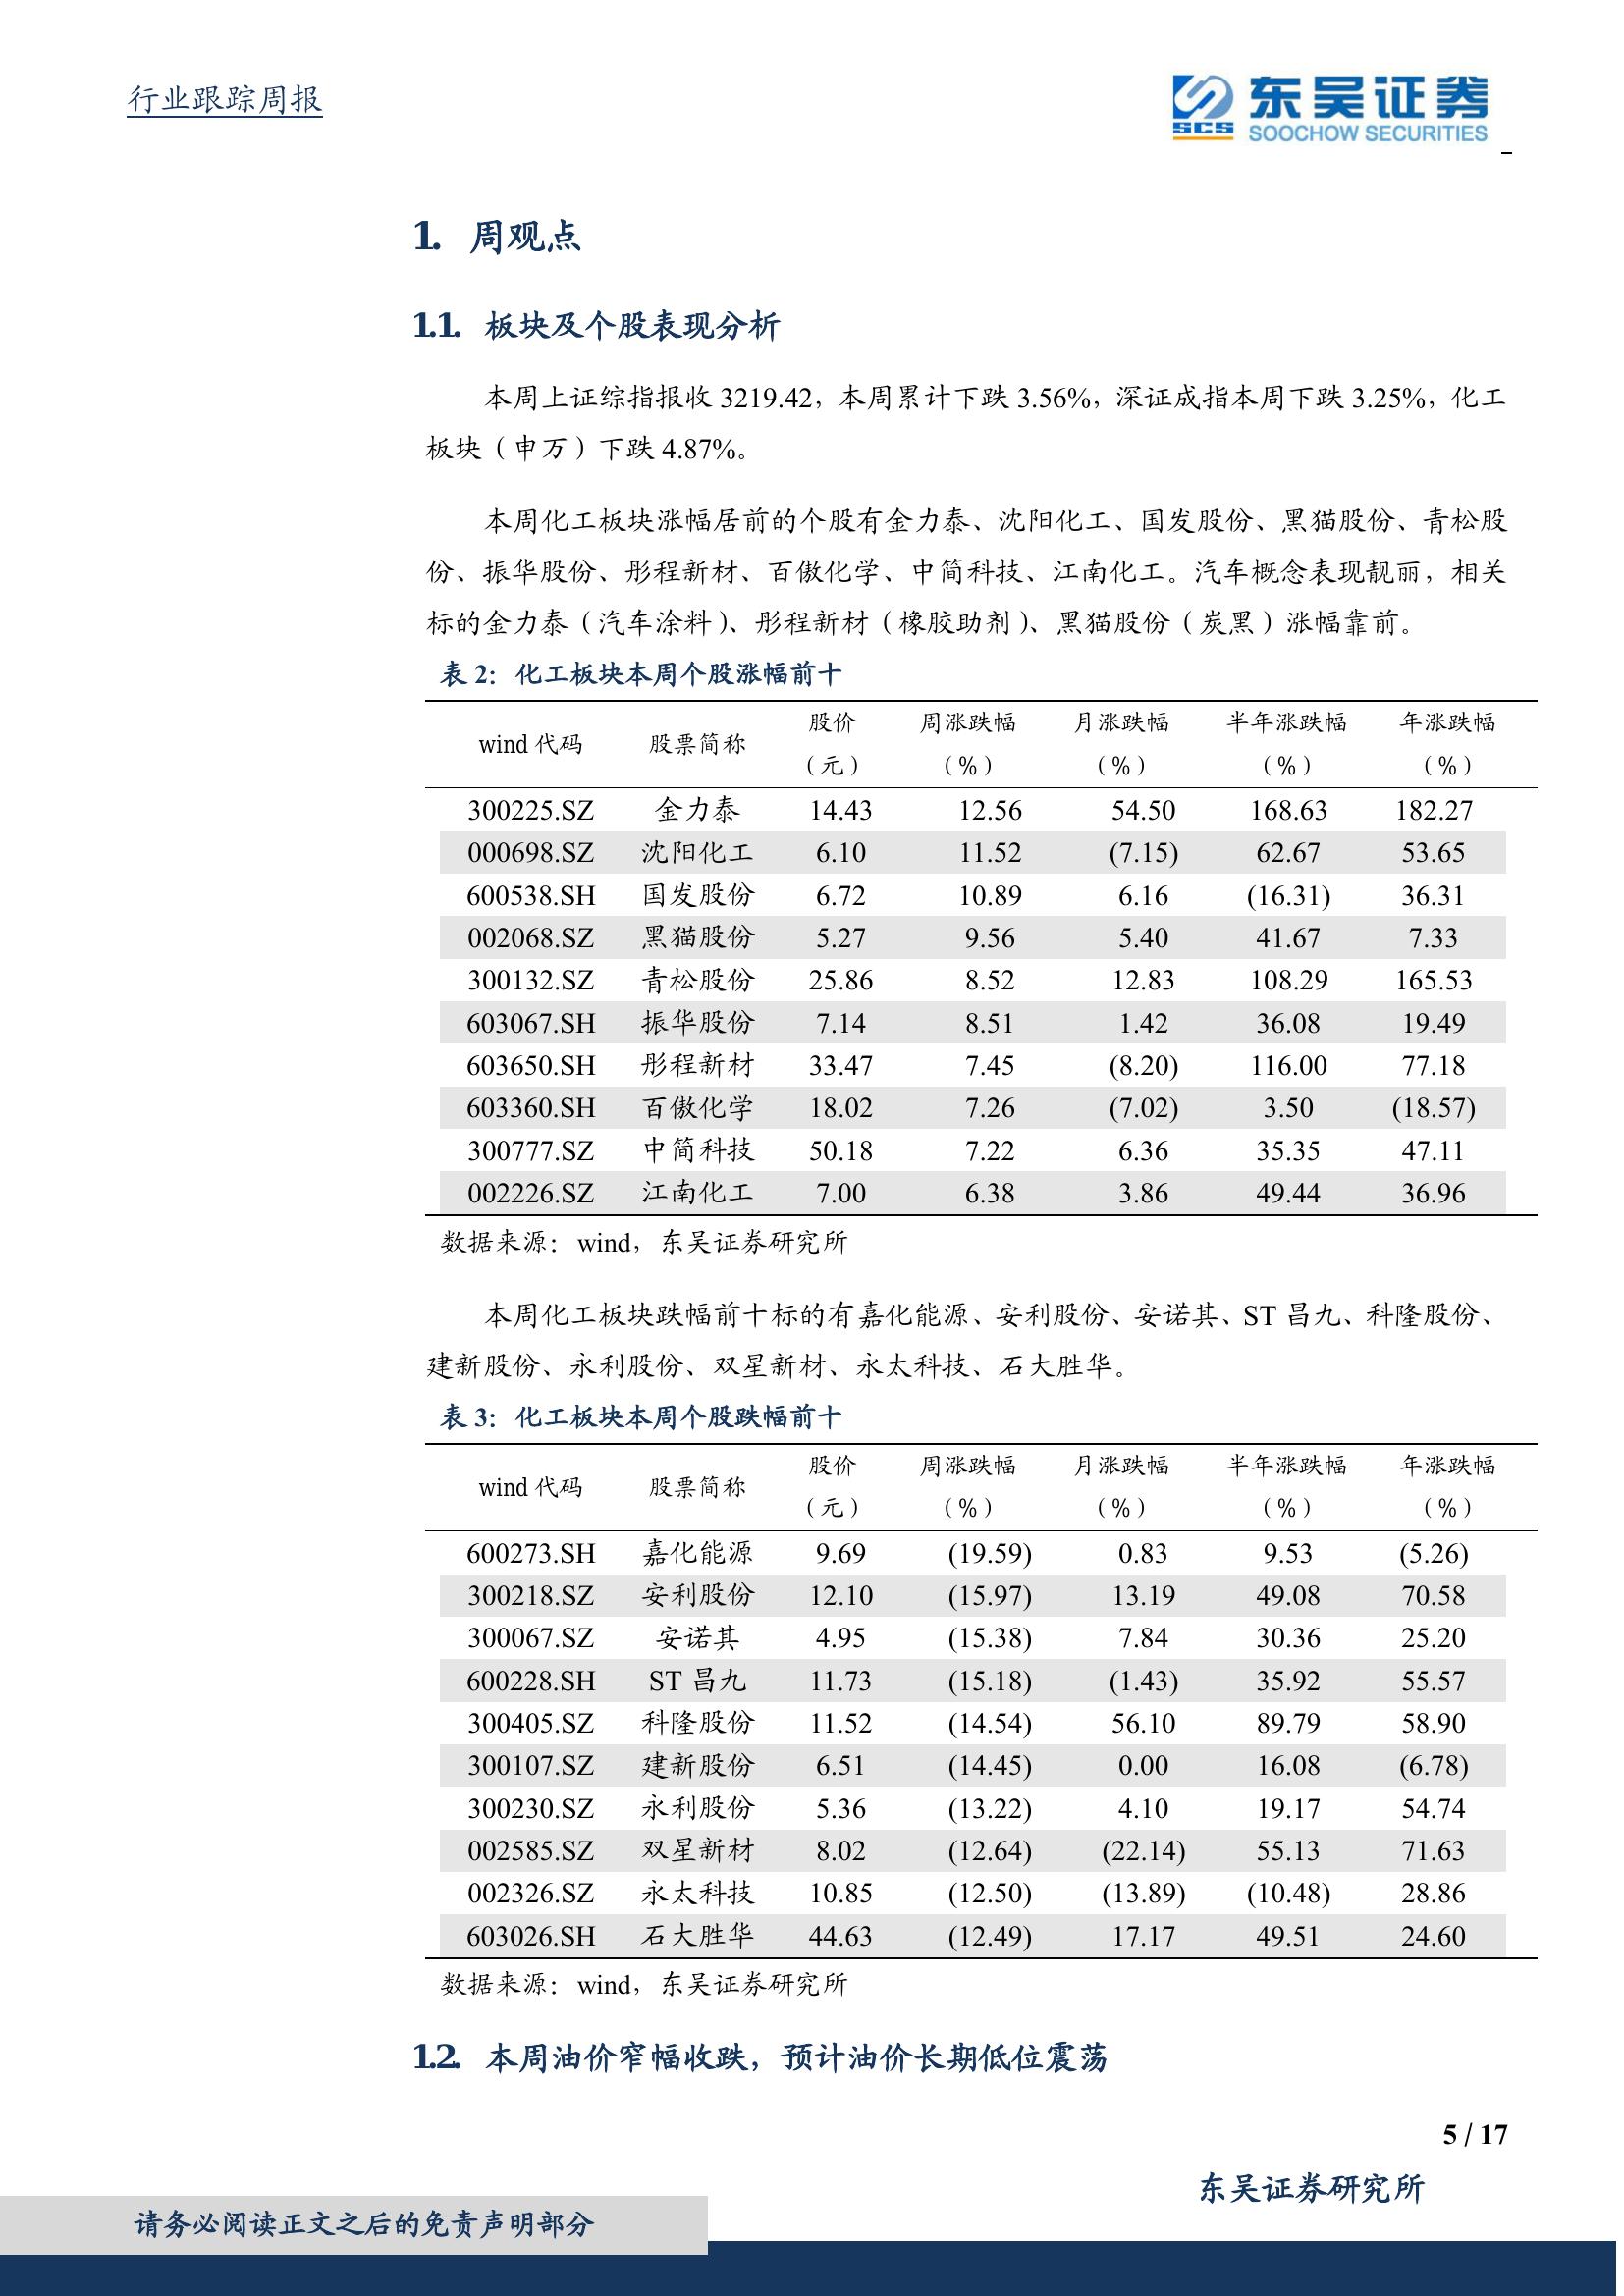 行业跟踪周报
SCS 东吴证券
SOOCHOW SECURITIES
1. 周观点
1.1. 板块及个股表现分析
本周上证综指报收 3219.42，本周累计下跌 3.56%，深证成指本周下跌 3.25%，化工
板块（申万）下跌 4.87%。
本周化工板块涨幅居前的个股有金力泰、沈阳化工、国发股份、黑猫股份、青松股
份、振华股份、彤程新材、百傲化学、中简科技、江南化工。汽车概念表现靓丽，相关
标的金力泰（汽车涂料）、彤程新材（橡胶助剂）、黑猫股份（炭黑）涨幅靠前。
表 2：化工板块本周个股涨幅前十
wind 代码 股票简称 股价 周涨跌幅 月涨跌幅 半年涨跌幅 年涨跌幅
（元） （%） （%） （%） （%）
300225.SZ 金力泰 14.43 12.56 54.50 168.63 182.27
000698.SZ 沈阳化工 6.10 11.52 (7.15) 62.67 53.65
600538.SH 国发股份 6.72 10.89 6.16 (16.31) 36.31
002068.SZ 黑猫股份 5.27 9.56 5.40 41.67 7.33
300132.SZ 青松股份 25.86 8.52 12.83 108.29 165.53
603067.SH 振华股份 7.14 8.51 1.42 36.08 19.49
603650.SH 彤程新材 33.47 7.45 (8.20) 116.00 77.18
603360.SH 百傲化学 18.02 7.26 (7.02) 3.50 (18.57)
300777.SZ 中简科技 50.18 7.22 6.36 35.35 47.11
002226.SZ 江南化工 7.00 6.38 3.86 49.44 36.96
数据来源：wind，东吴证券研究所
本周化工板块跌幅前十标的有嘉化能源、安利股份、安诺其、ST 昌九、科隆股份、
建新股份、永利股份、双星新材、永太科技、石大胜华。
表 3：化工板块本周个股跌幅前十
wind 代码 股票简称 股价 周涨跌幅 月涨跌幅 半年涨跌幅 年涨跌幅
（元） （%） （%） （%） （%）
600273.SH 嘉化能源 9.69 (19.59) 0.83 9.53 (5.26)
300218.SZ 安利股份 12.10 (15.97) 13.19 49.08 70.58
300067.SZ 安诺其 4.95 (15.38) 7.84 30.36 25.20
600228.SH ST 昌九 11.73 (15.18) (1.43) 35.92 55.57
300405.SZ 科隆股份 11.52 (14.54) 56.10 89.79 58.90
300107.SZ 建新股份 6.51 (14.45) 0.00 16.08 (6.78)
300230.SZ 永利股份 5.36 (13.22) 4.10 19.17 54.74
002585.SZ 双星新材 8.02 (12.64) (22.14) 55.13 71.63
002326.SZ 永太科技 10.85 (12.50) (13.89) (10.48) 28.86
603026.SH 石大胜华 44.63 (12.49) 17.17 49.51 24.60
数据来源：wind，东吴证券研究所
1.2. 本周油价窄幅收跌，预计油价长期低位震荡
5 / 17
东吴证券研究所
请务必阅读正文之后的免责声明部分